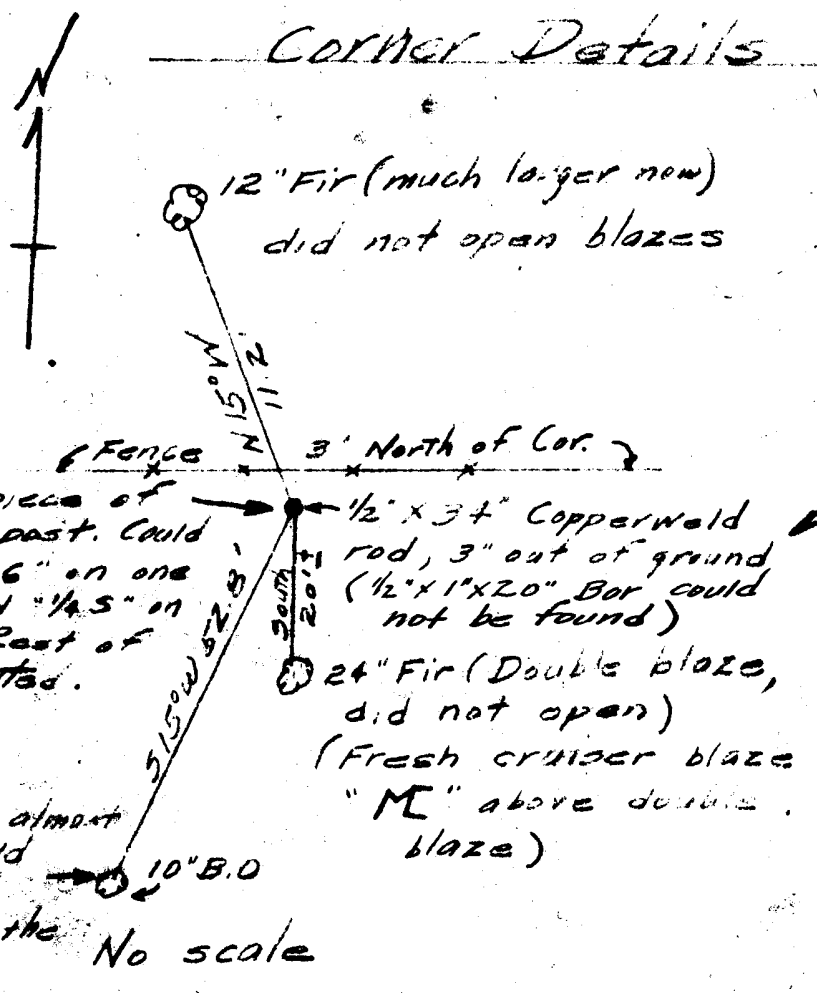 Corner Details
N
12" Fir (much larger now)
did not open blazes
N 15° W
11.2'
Fence 3' North of Cor.
piece of
post. Could
6" on one
"1/4 S" on
Rest of
1/2" X 34" Copperweld
rod, 3" out of ground
(1/2" X 1" X 20" Bar could
not be found)
South
20'±
S 15° W 52.8'
24" Fir (Double blaze,
did not open)
(Fresh cruiser blaze
"MC" above double
blaze)
almost
10" B.O
the
No scale